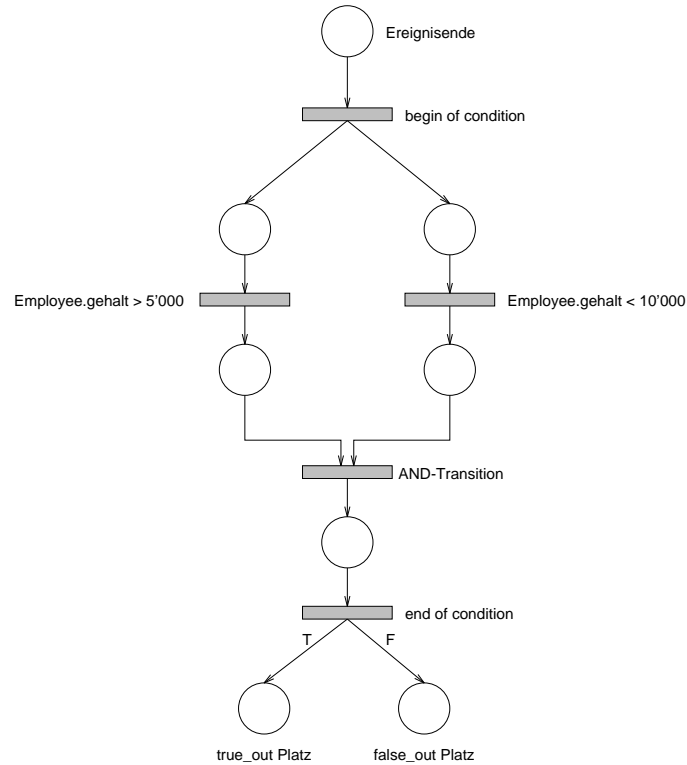 Ereignisende
begin of condition
Employee.gehalt > 5'000
Employee.gehalt < 10'000
AND-Transition
end of condition
T
F
true_out Platz
false_out Platz